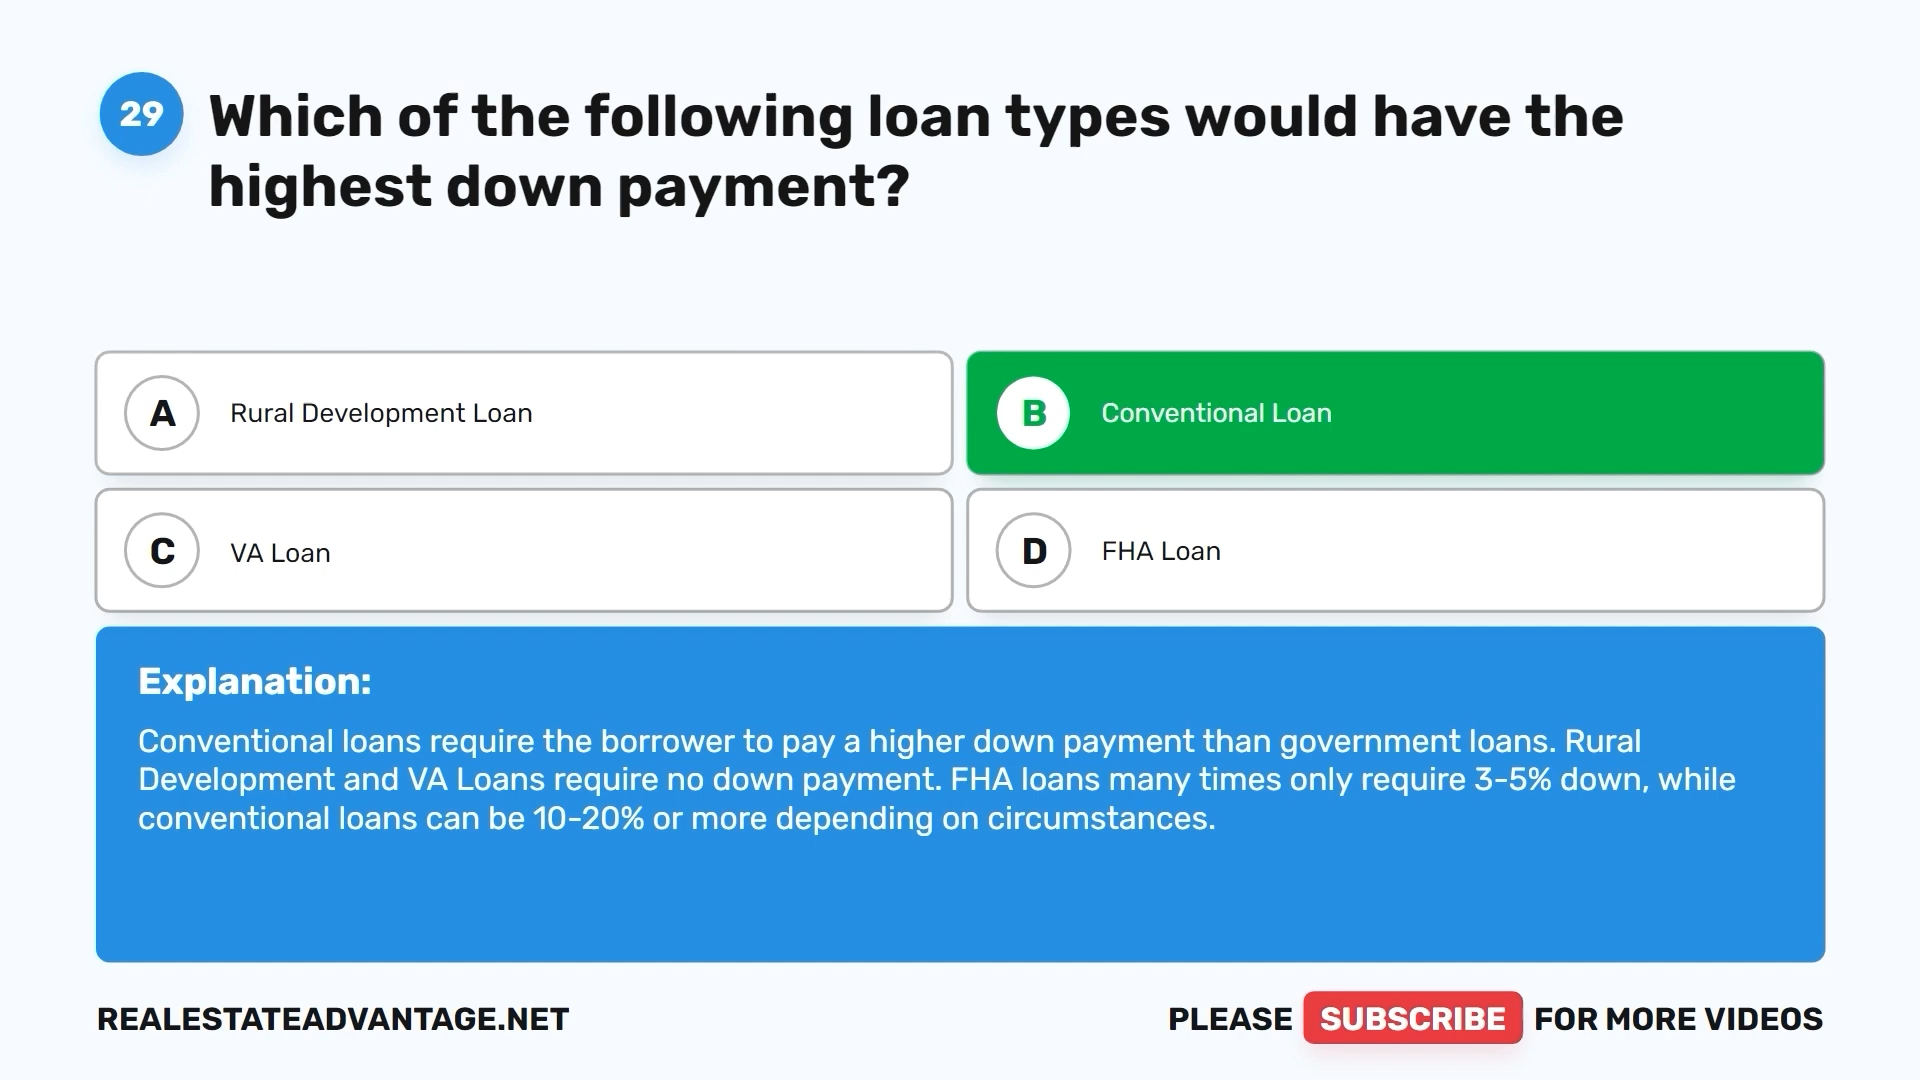 29
Which of the following loan types would have the
highest down payment?
A Rural Development Loan
B Conventional Loan
C VA Loan
D FHA Loan
Explanation:
Conventional loans require the borrower to pay a higher down payment than government loans. Rural
Development and VA Loans require no down payment. FHA loans many times only require 3-5% down, while
conventional loans can be 10-20% or more depending on circumstances.
REALESTATEADVANTAGE.NET
PLEASE SUBSCRIBE FOR MORE VIDEOS